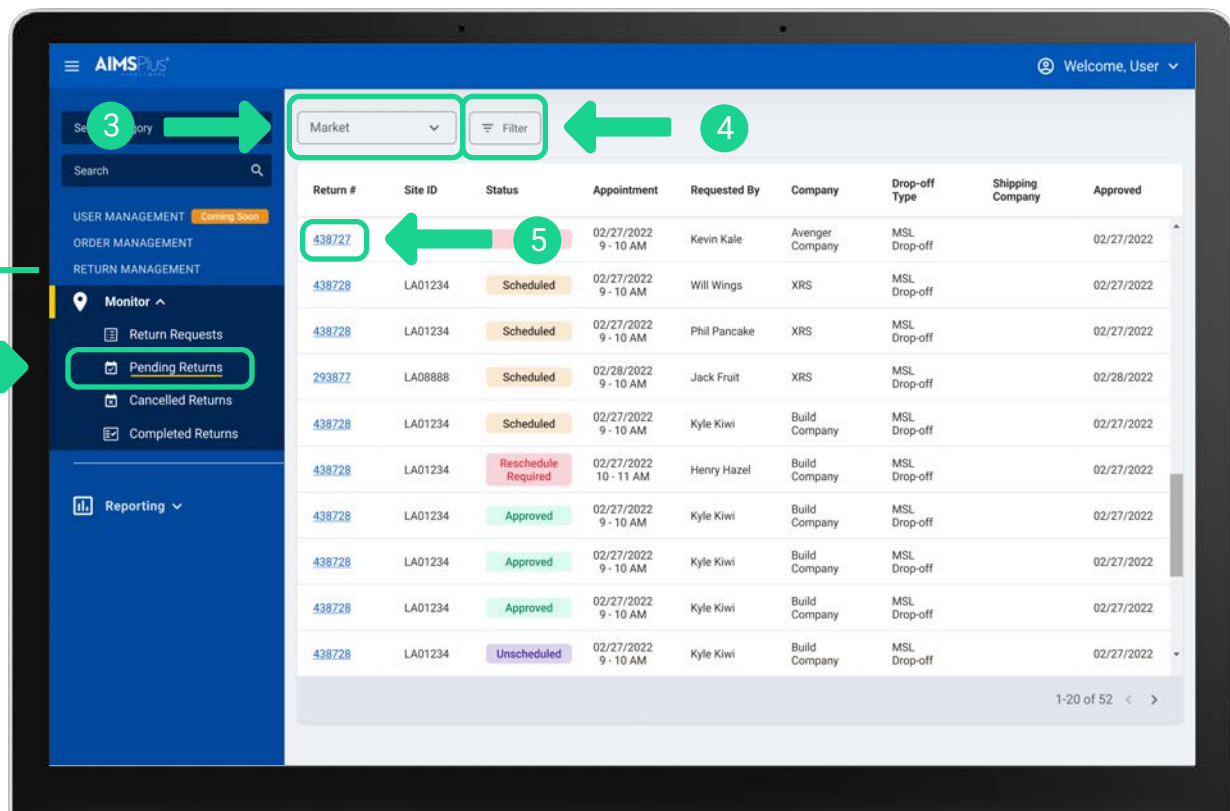 AIMSPlus+
Welcome, User
3
Market
Filter
4
Search
USER MANAGEMENT Coming Soon
ORDER MANAGEMENT
RETURN MANAGEMENT
Monitor
Return Requests
Pending Returns
Cancelled Returns
Completed Returns
Reporting
Return # Site ID Status Appointment Requested By Company Drop-off Type Shipping Company Approved
438727 5 02/27/2022 9 - 10 AM Kevin Kale Avenger Company MSL Drop-off 02/27/2022
438728 LA01234 Scheduled 02/27/2022 9 - 10 AM Will Wings XRS MSL Drop-off 02/27/2022
438728 LA01234 Scheduled 02/27/2022 9 - 10 AM Phil Pancake XRS MSL Drop-off 02/27/2022
293877 LA08888 Scheduled 02/28/2022 9 - 10 AM Jack Fruit XRS MSL Drop-off 02/28/2022
438728 LA01234 Scheduled 02/27/2022 9 - 10 AM Kyle Kiwi Build Company MSL Drop-off 02/27/2022
438728 LA01234 Reschedule Required 02/27/2022 10 - 11 AM Henry Hazel Build Company MSL Drop-off 02/27/2022
438728 LA01234 Approved 02/27/2022 9 - 10 AM Kyle Kiwi Build Company MSL Drop-off 02/27/2022
438728 LA01234 Approved 02/27/2022 9 - 10 AM Kyle Kiwi Build Company MSL Drop-off 02/27/2022
438728 LA01234 Approved 02/27/2022 9 - 10 AM Kyle Kiwi Build Company MSL Drop-off 02/27/2022
438728 LA01234 Unscheduled 02/27/2022 9 - 10 AM Kyle Kiwi Build Company MSL Drop-off 02/27/2022
1-20 of 52